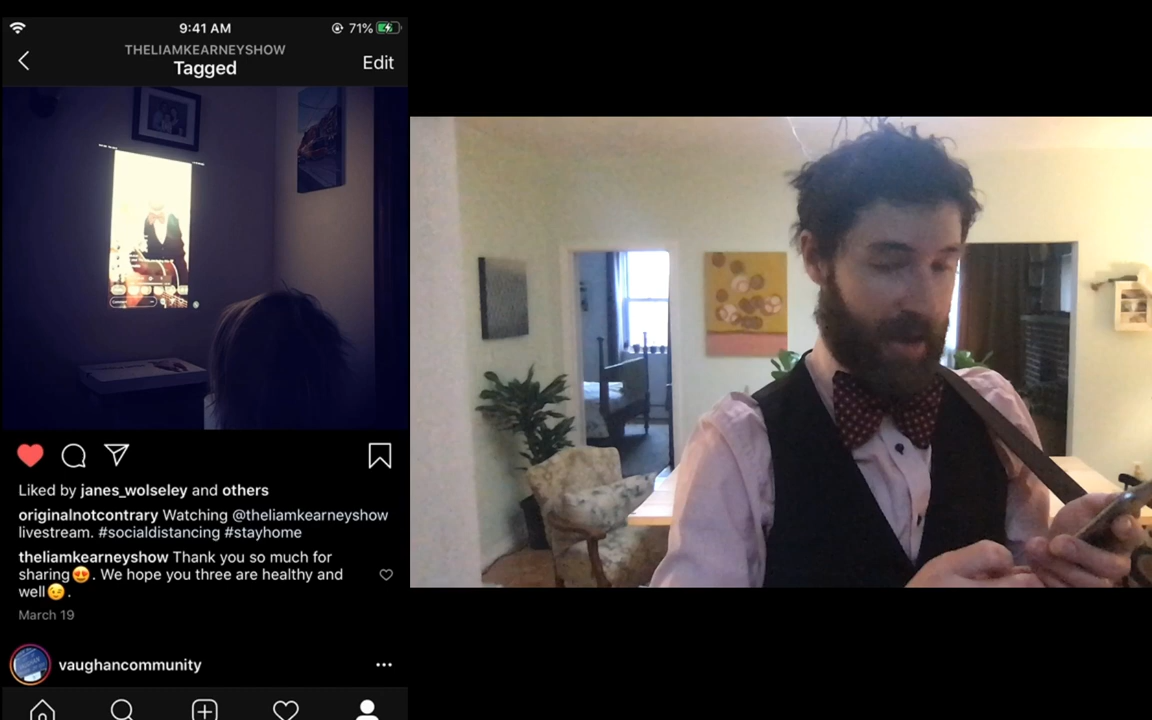 9:41 AM
71%
THELIAMKEARNEYSHOW
Tagged
Edit
Liked by janes_wolseley and others
originalnotcontrary Watching @theliamkearneyshow
livestream. #socialdistancing #stayhome
theliamkearneyshow Thank you so much for
sharing😍. We hope you three are healthy and
well😉.
March 19
vaughancommunity